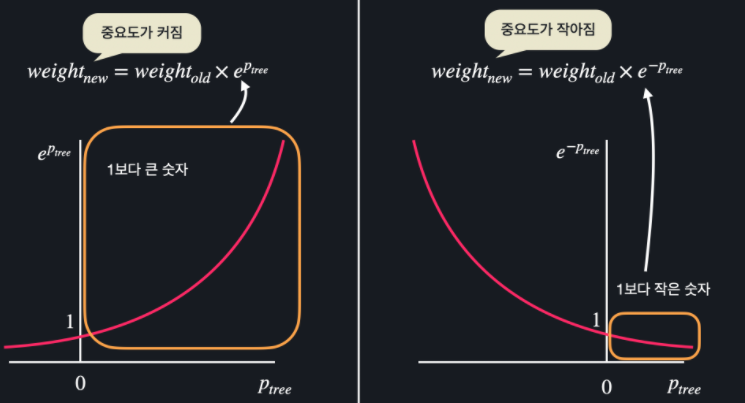 중요도가 커짐
weight_new = weight_old × e^{p_tree}
e^{p_tree}
1보다 큰 숫자
1
0
p_tree
중요도가 작아짐
weight_new = weight_old × e^{-p_tree}
e^{-p_tree}
1보다 작은 숫자
1
0
p_tree